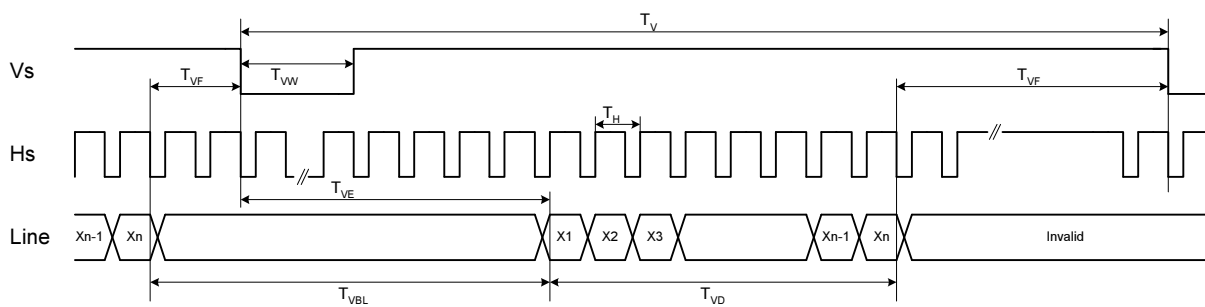 TV
Vs
TVF
TVW
TVF
TH
Hs
//
//
TVE
Line
Xn-1
Xn
X1
X2
X3
Xn-1
Xn
Invalid
TVBL
TVD